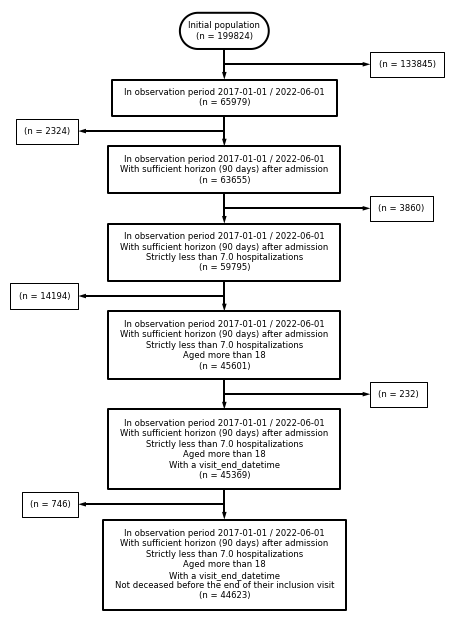 Initial population
(n = 199824)
(n = 133845)
In observation period 2017-01-01 / 2022-06-01
(n = 65979)
(n = 2324)
In observation period 2017-01-01 / 2022-06-01
With sufficient horizon (90 days) after admission
(n = 63655)
(n = 3860)
In observation period 2017-01-01 / 2022-06-01
With sufficient horizon (90 days) after admission
Strictly less than 7.0 hospitalizations
(n = 59795)
(n = 14194)
In observation period 2017-01-01 / 2022-06-01
With sufficient horizon (90 days) after admission
Strictly less than 7.0 hospitalizations
Aged more than 18
(n = 45601)
(n = 232)
In observation period 2017-01-01 / 2022-06-01
With sufficient horizon (90 days) after admission
Strictly less than 7.0 hospitalizations
Aged more than 18
With a visit_end_datetime
(n = 45369)
(n = 746)
In observation period 2017-01-01 / 2022-06-01
With sufficient horizon (90 days) after admission
Strictly less than 7.0 hospitalizations
Aged more than 18
With a visit_end_datetime
Not deceased before the end of their inclusion visit
(n = 44623)